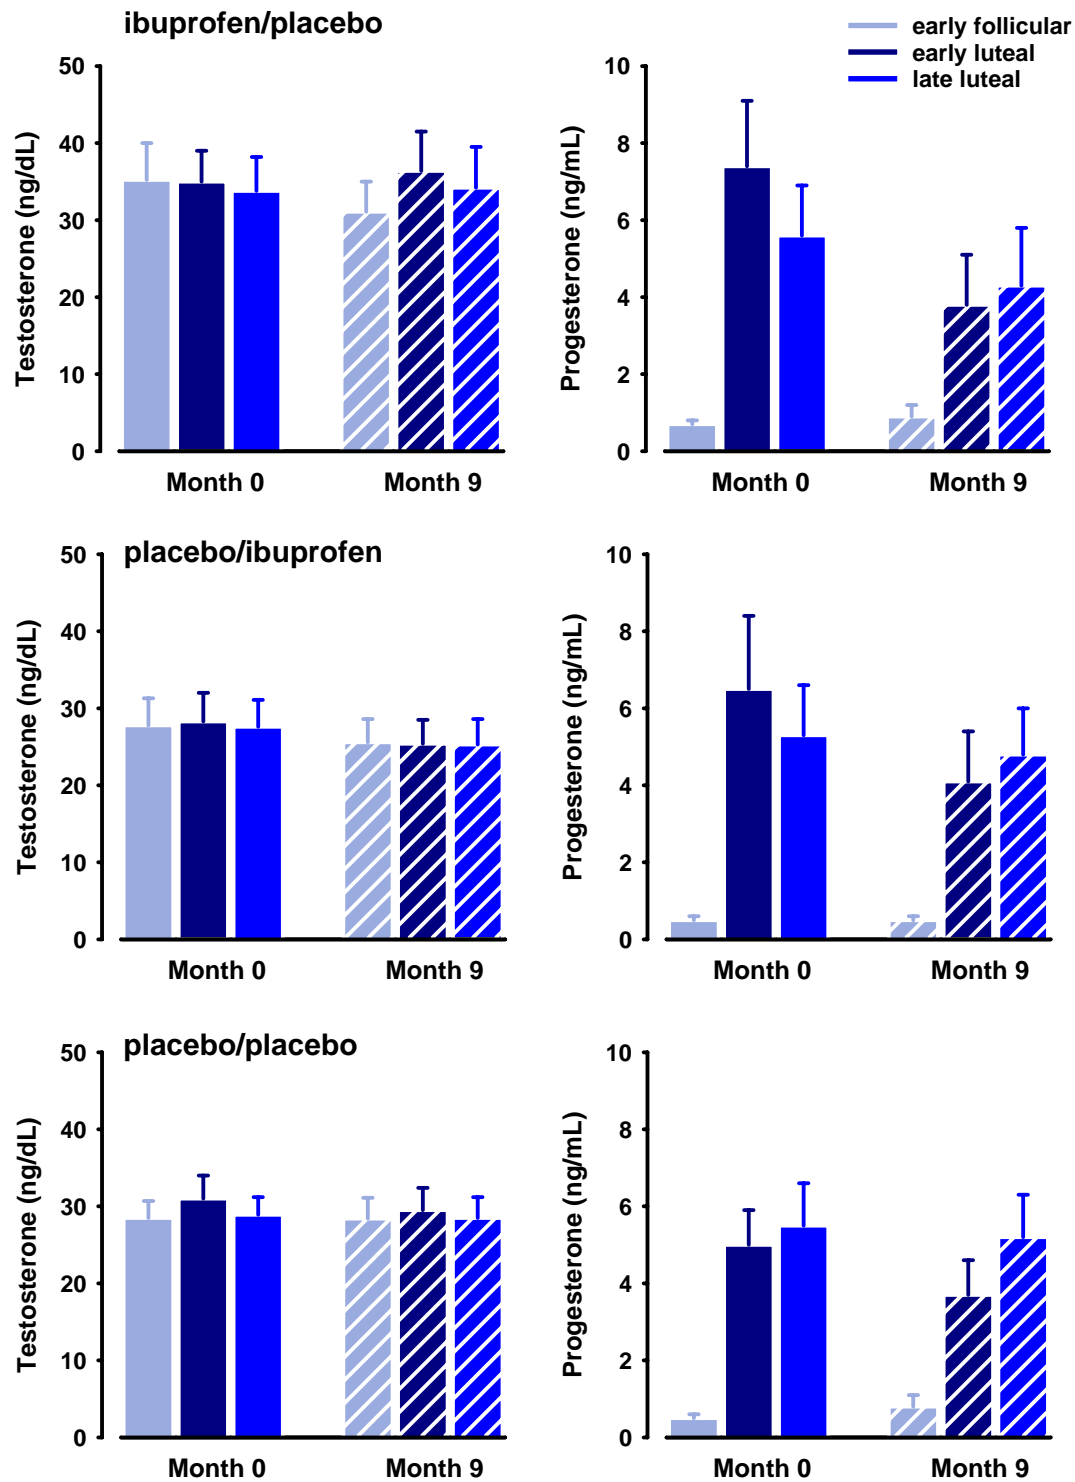 ibuprofen/placebo
early follicular
early luteal
late luteal
Testosterone (ng/dL)
50
40
30
20
10
0
Month 0
Month 9
Progesterone (ng/mL)
10
8
6
4
2
0
Month 0
Month 9
placebo/ibuprofen
Testosterone (ng/dL)
50
40
30
20
10
0
Month 0
Month 9
Progesterone (ng/mL)
10
8
6
4
2
0
Month 0
Month 9
placebo/placebo
Testosterone (ng/dL)
50
40
30
20
10
0
Month 0
Month 9
Progesterone (ng/mL)
10
8
6
4
2
0
Month 0
Month 9